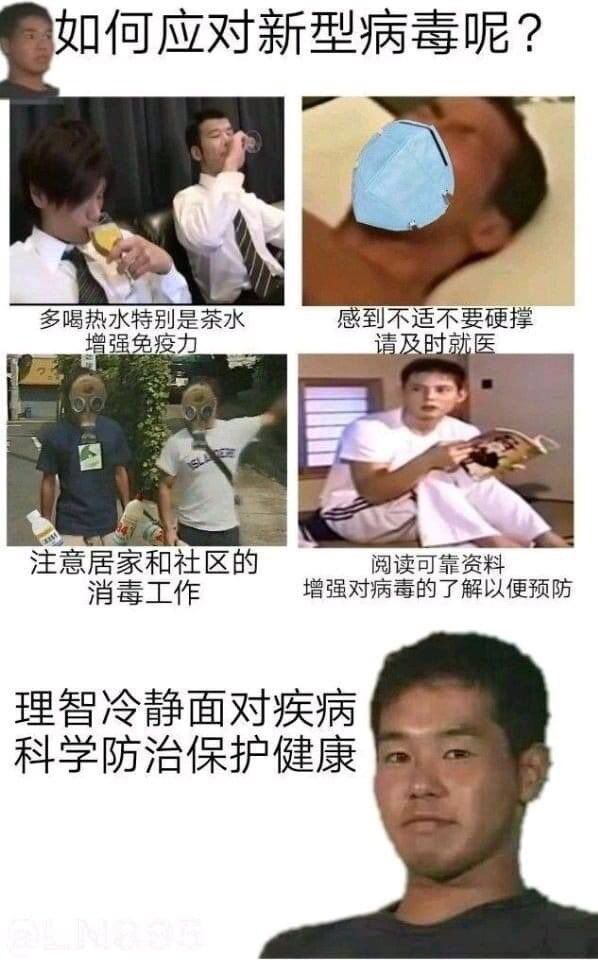 如何应对新型病毒呢？
多喝热水特别是茶水
增强免疫力
感到不适不要硬撑
请及时就医
注意居家和社区的
消毒工作
阅读可靠资料
增强对病毒的了解以便预防
理智冷静面对疾病
科学防治保护健康